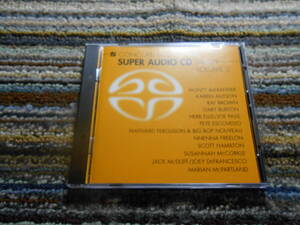 CONCORD
SUPER AUDIO CD
MONTY ALEXANDER
KARRIN ALLYSON
RAY BROWN
GARY BURTON
HERB ELLIS/JOE PASS
PETE ESCOVEDO
MAYNARD FERGUSON & BIG BOP NOUVEAU
NNENNA FREELON
SCOTT HAMILTON
SUSANNAH McCORKLE
JACK McDUFF/JOEY DeFRANCESCO
MARIAN McPARTLAND